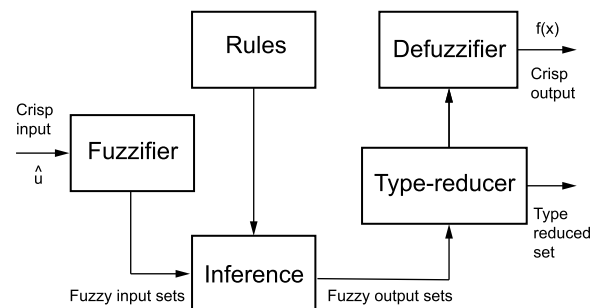 Rules
Defuzzifier
f(x)
Crisp
output
Crisp
input
û
Fuzzifier
Type-reducer
Type
reduced
set
Inference
Fuzzy input sets
Fuzzy output sets